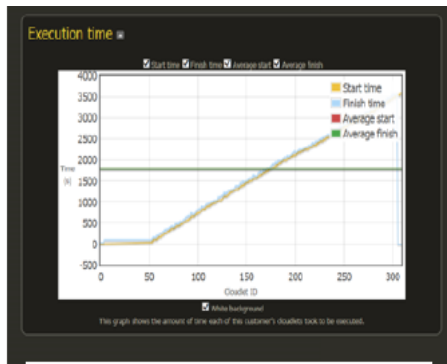 Execution time
Start time Finish time Average start Average finish
4000
3500
3000
2500
2000
1500
1000
500
0
-500
Time
[s]
Start time
Finish time
Average start
Average finish
0 50 100 150 200 250 300
Cloudlet ID
White background
This graph shows the amount of time each of this customer's cloudlets took to be executed.